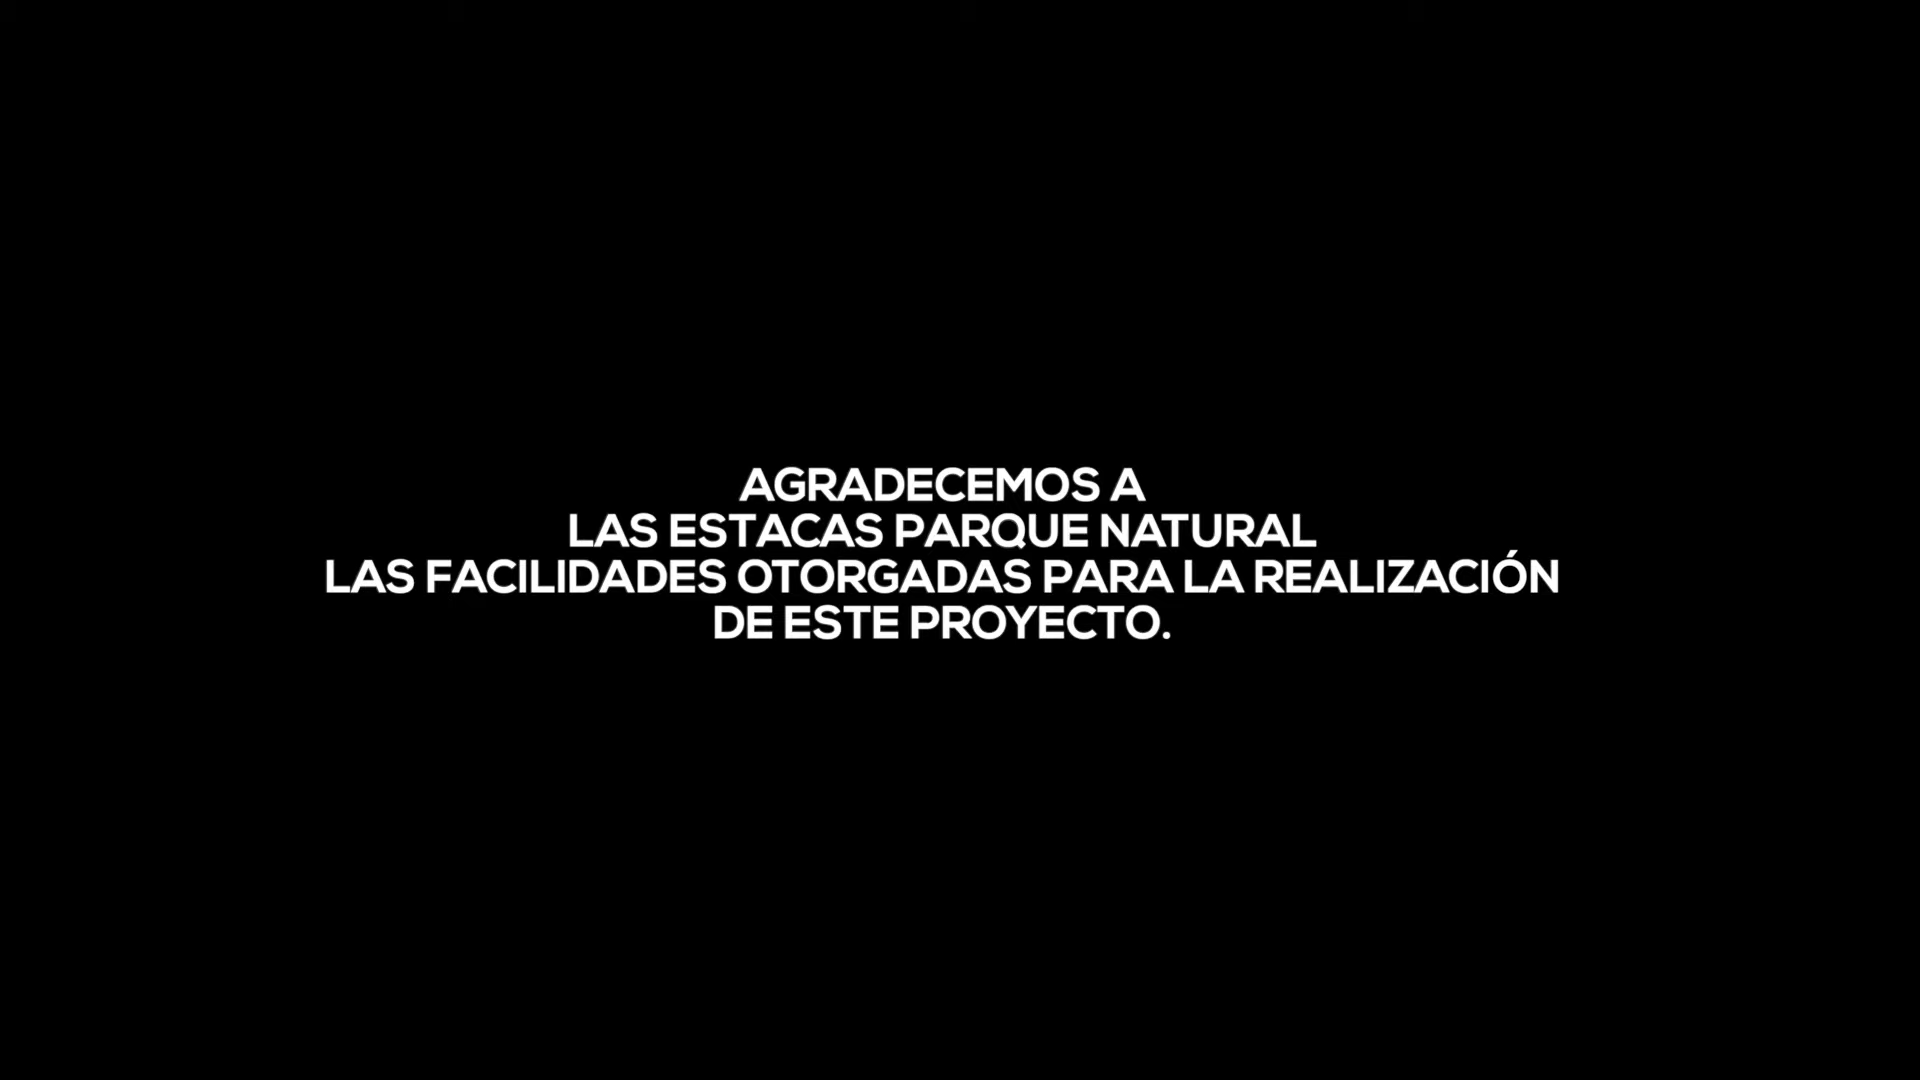 AGRADECEMOS A
LAS ESTACAS PARQUE NATURAL
LAS FACILIDADES OTORGADAS PARA LA REALIZACIÓN
DE ESTE PROYECTO.